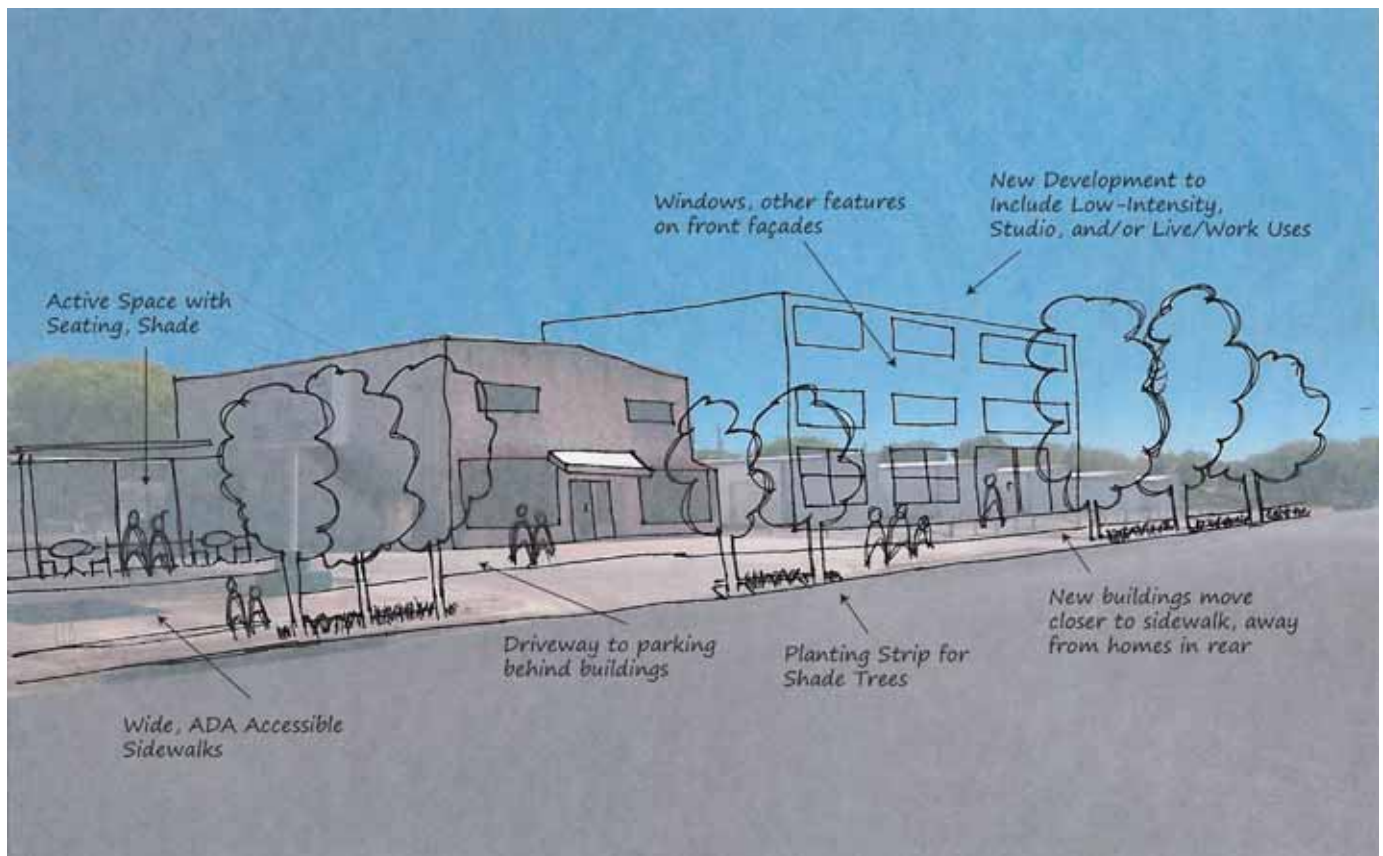 New Development to
Include Low-Intensity,
Studio, and/or Live/Work Uses
Windows, other features
on front façades
Active Space with
Seating, Shade
Driveway to parking
behind buildings
Planting Strip for
Shade Trees
New buildings move
closer to sidewalk, away
from homes in rear
Wide, ADA Accessible
Sidewalks